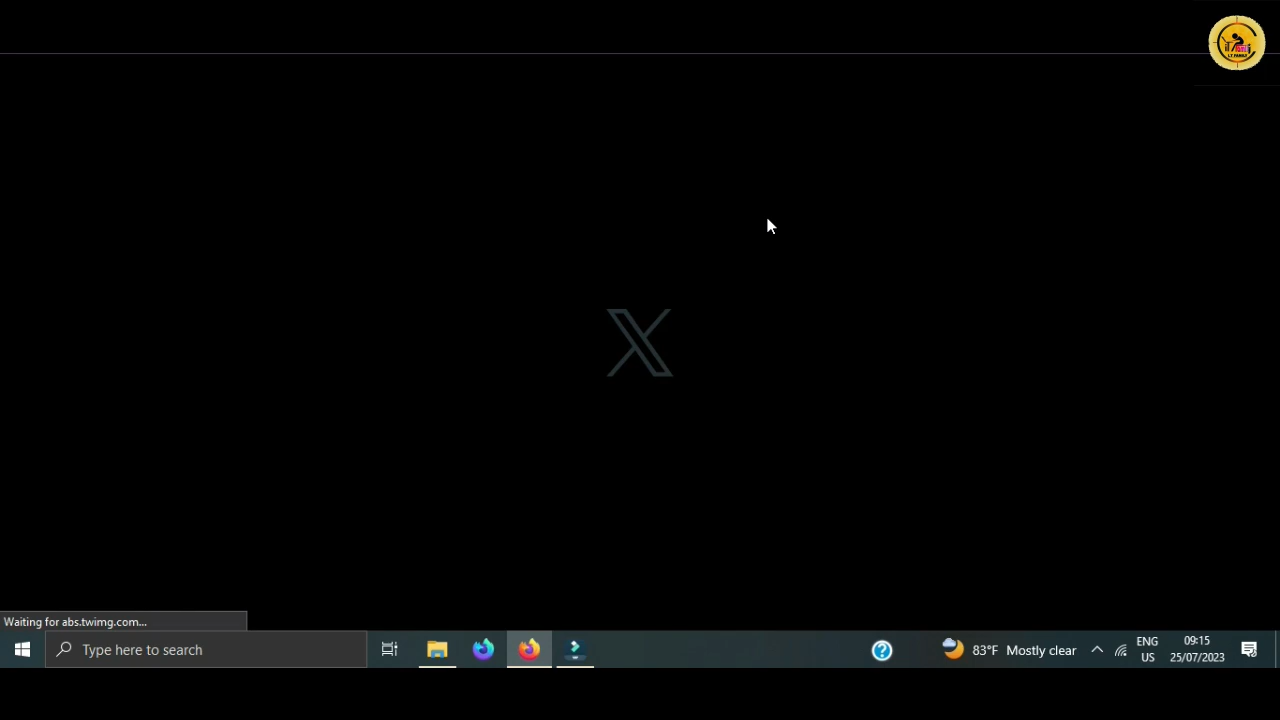 Waiting for abs.twimg.com...
Type here to search
83°F Mostly clear
ENG
US
09:15
25/07/2023